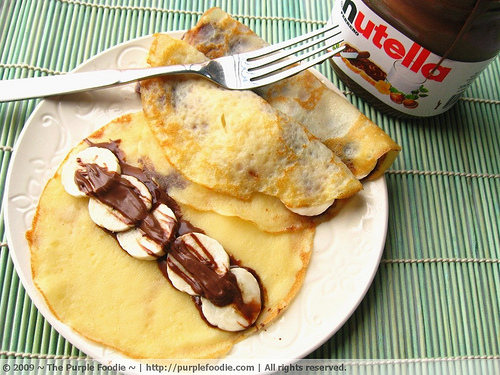 nutella
© 2009 ~ The Purple Foodie ~ | http://purplefoodie.com | All rights reserved.